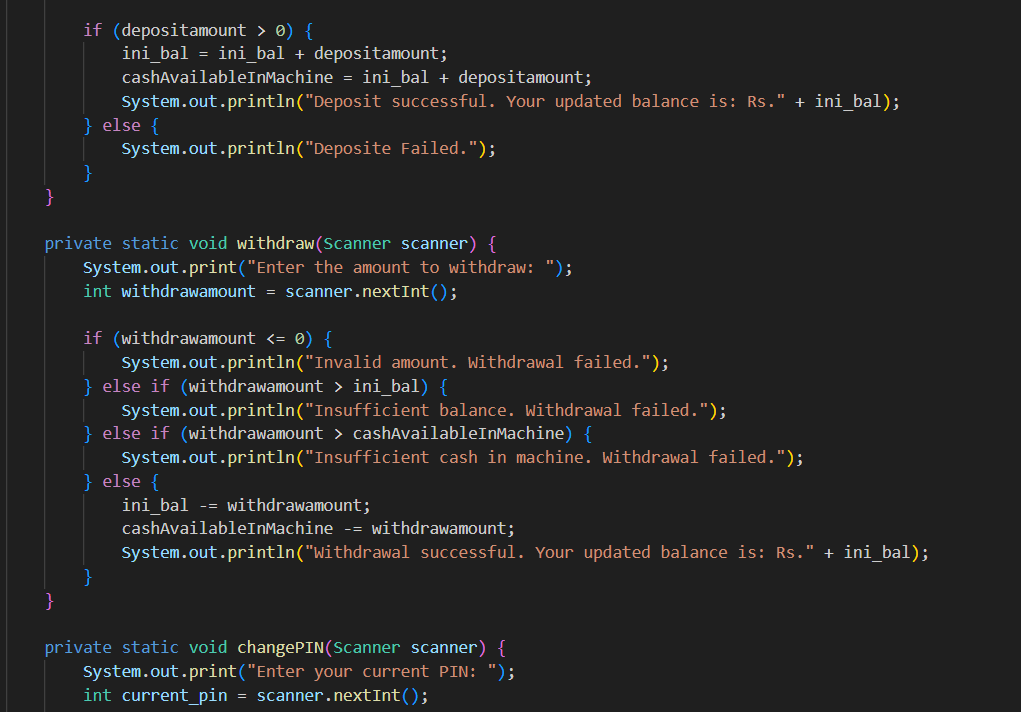 if (depositamount > 0) {
ini_bal = ini_bal + depositamount;
cashAvailableInMachine = ini_bal + depositamount;
System.out.println("Deposit successful. Your updated balance is: Rs." + ini_bal);
} else {
System.out.println("Deposite Failed.");
}
}
private static void withdraw(Scanner scanner) {
System.out.print("Enter the amount to withdraw: ");
int withdrawamount = scanner.nextInt();
if (withdrawamount <= 0) {
System.out.println("Invalid amount. Withdrawal failed.");
} else if (withdrawamount > ini_bal) {
System.out.println("Insufficient balance. Withdrawal failed.");
} else if (withdrawamount > cashAvailableInMachine) {
System.out.println("Insufficient cash in machine. Withdrawal failed.");
} else {
ini_bal -= withdrawamount;
cashAvailableInMachine -= withdrawamount;
System.out.println("Withdrawal successful. Your updated balance is: Rs." + ini_bal);
}
}
private static void changePIN(Scanner scanner) {
System.out.print("Enter your current PIN: ");
int current_pin = scanner.nextInt();